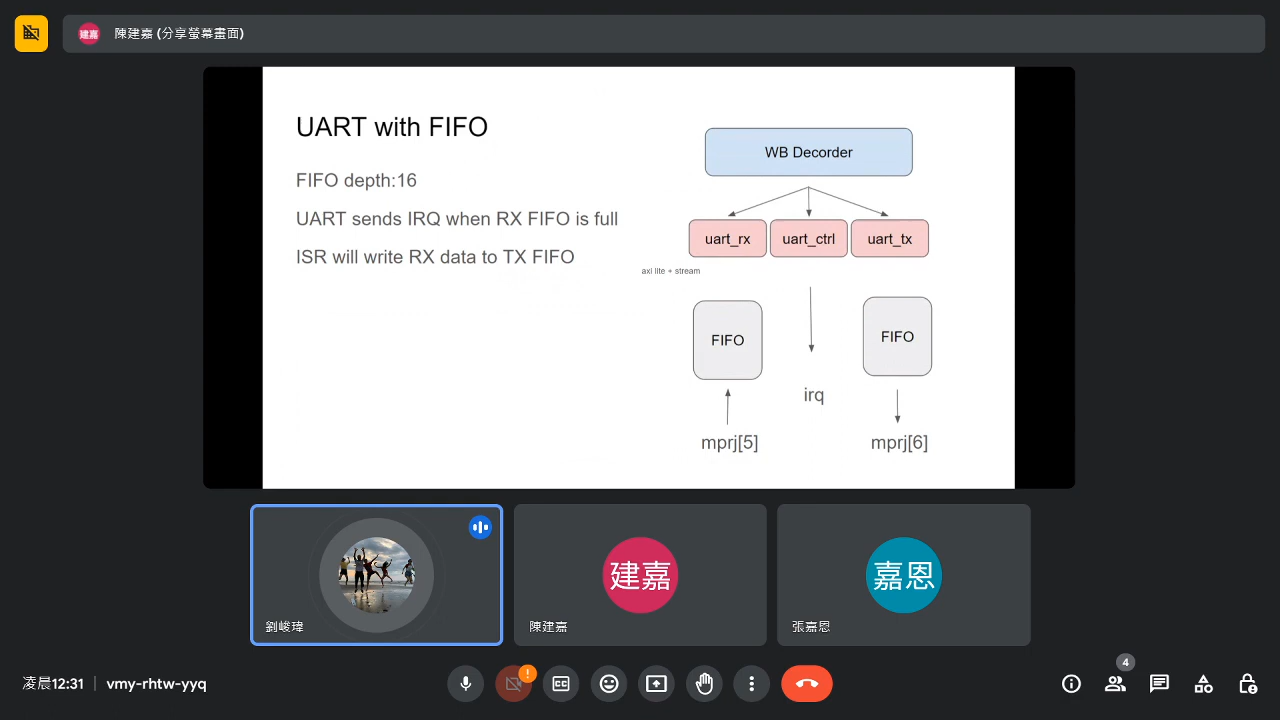 建嘉
陳建嘉 (分享螢幕畫面)
UART with FIFO
FIFO depth:16
UART sends IRQ when RX FIFO is full
ISR will write RX data to TX FIFO
WB Decorder
uart_rx
uart_ctrl
uart_tx
axi lite + stream
FIFO
FIFO
irq
mprj[5]
mprj[6]
建嘉
嘉恩
劉峻瑋
陳建嘉
張嘉恩
凌晨12:31
vmy-rhtw-yyq
!
CC
4